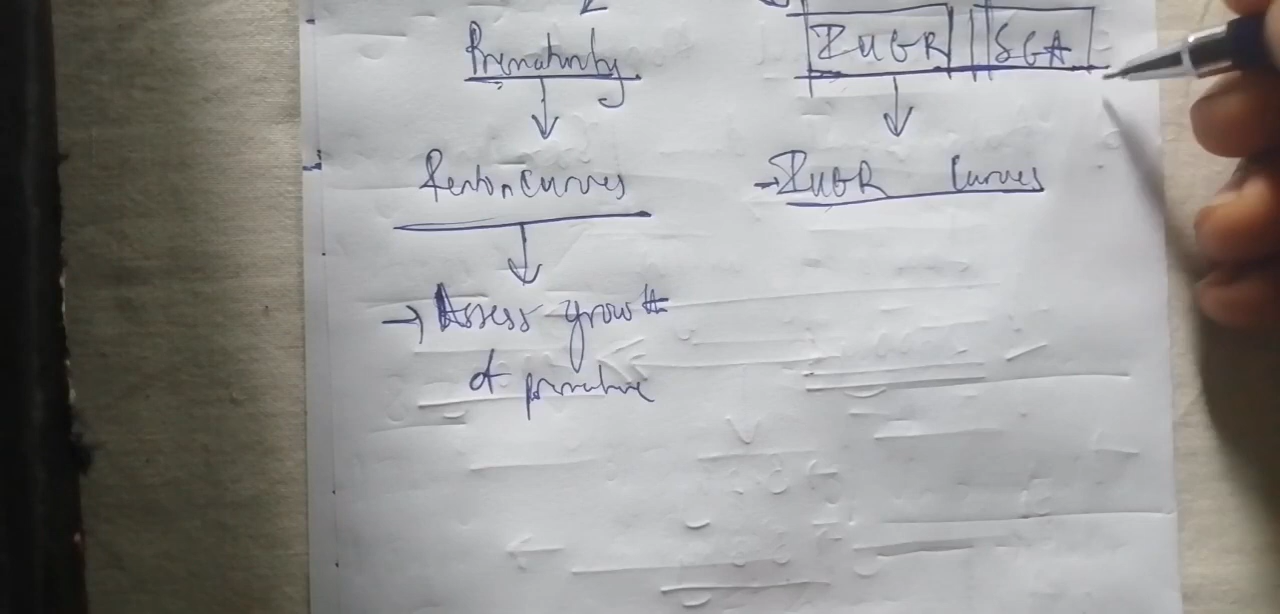 Prematurity
IUGR SGA
Fenton Curves
→ IUGR Curves
→ Assess growth
of premature